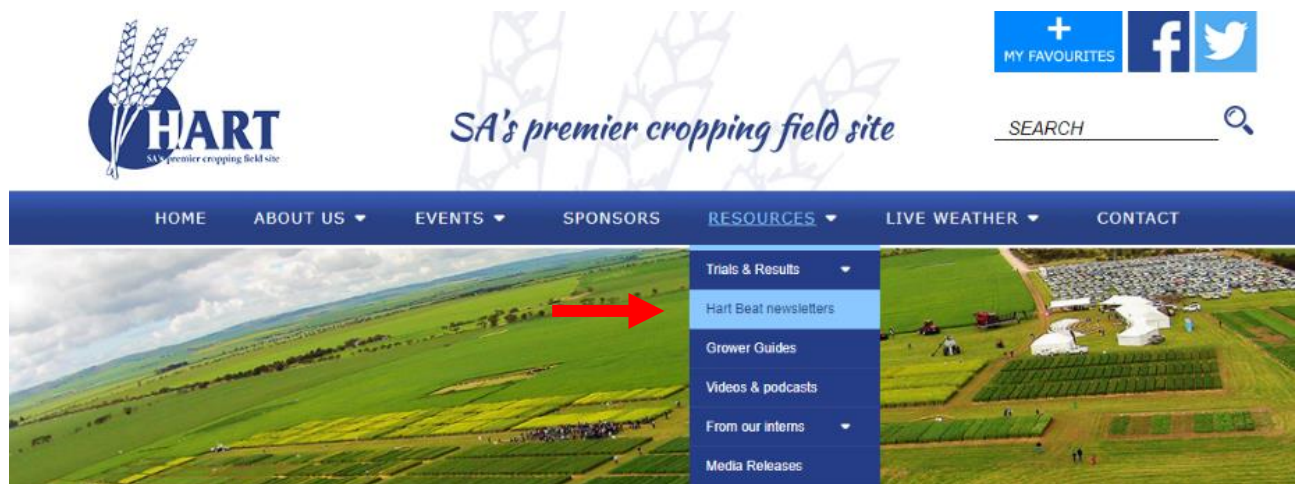 MY FAVOURITES
HART
SA's premier cropping field site
SA's premier cropping field site
SEARCH
HOME ABOUT US EVENTS SPONSORS RESOURCES LIVE WEATHER CONTACT
Trials & Results
Hart Beat newsletters
Grower Guides
Videos & podcasts
From our interns
Media Releases